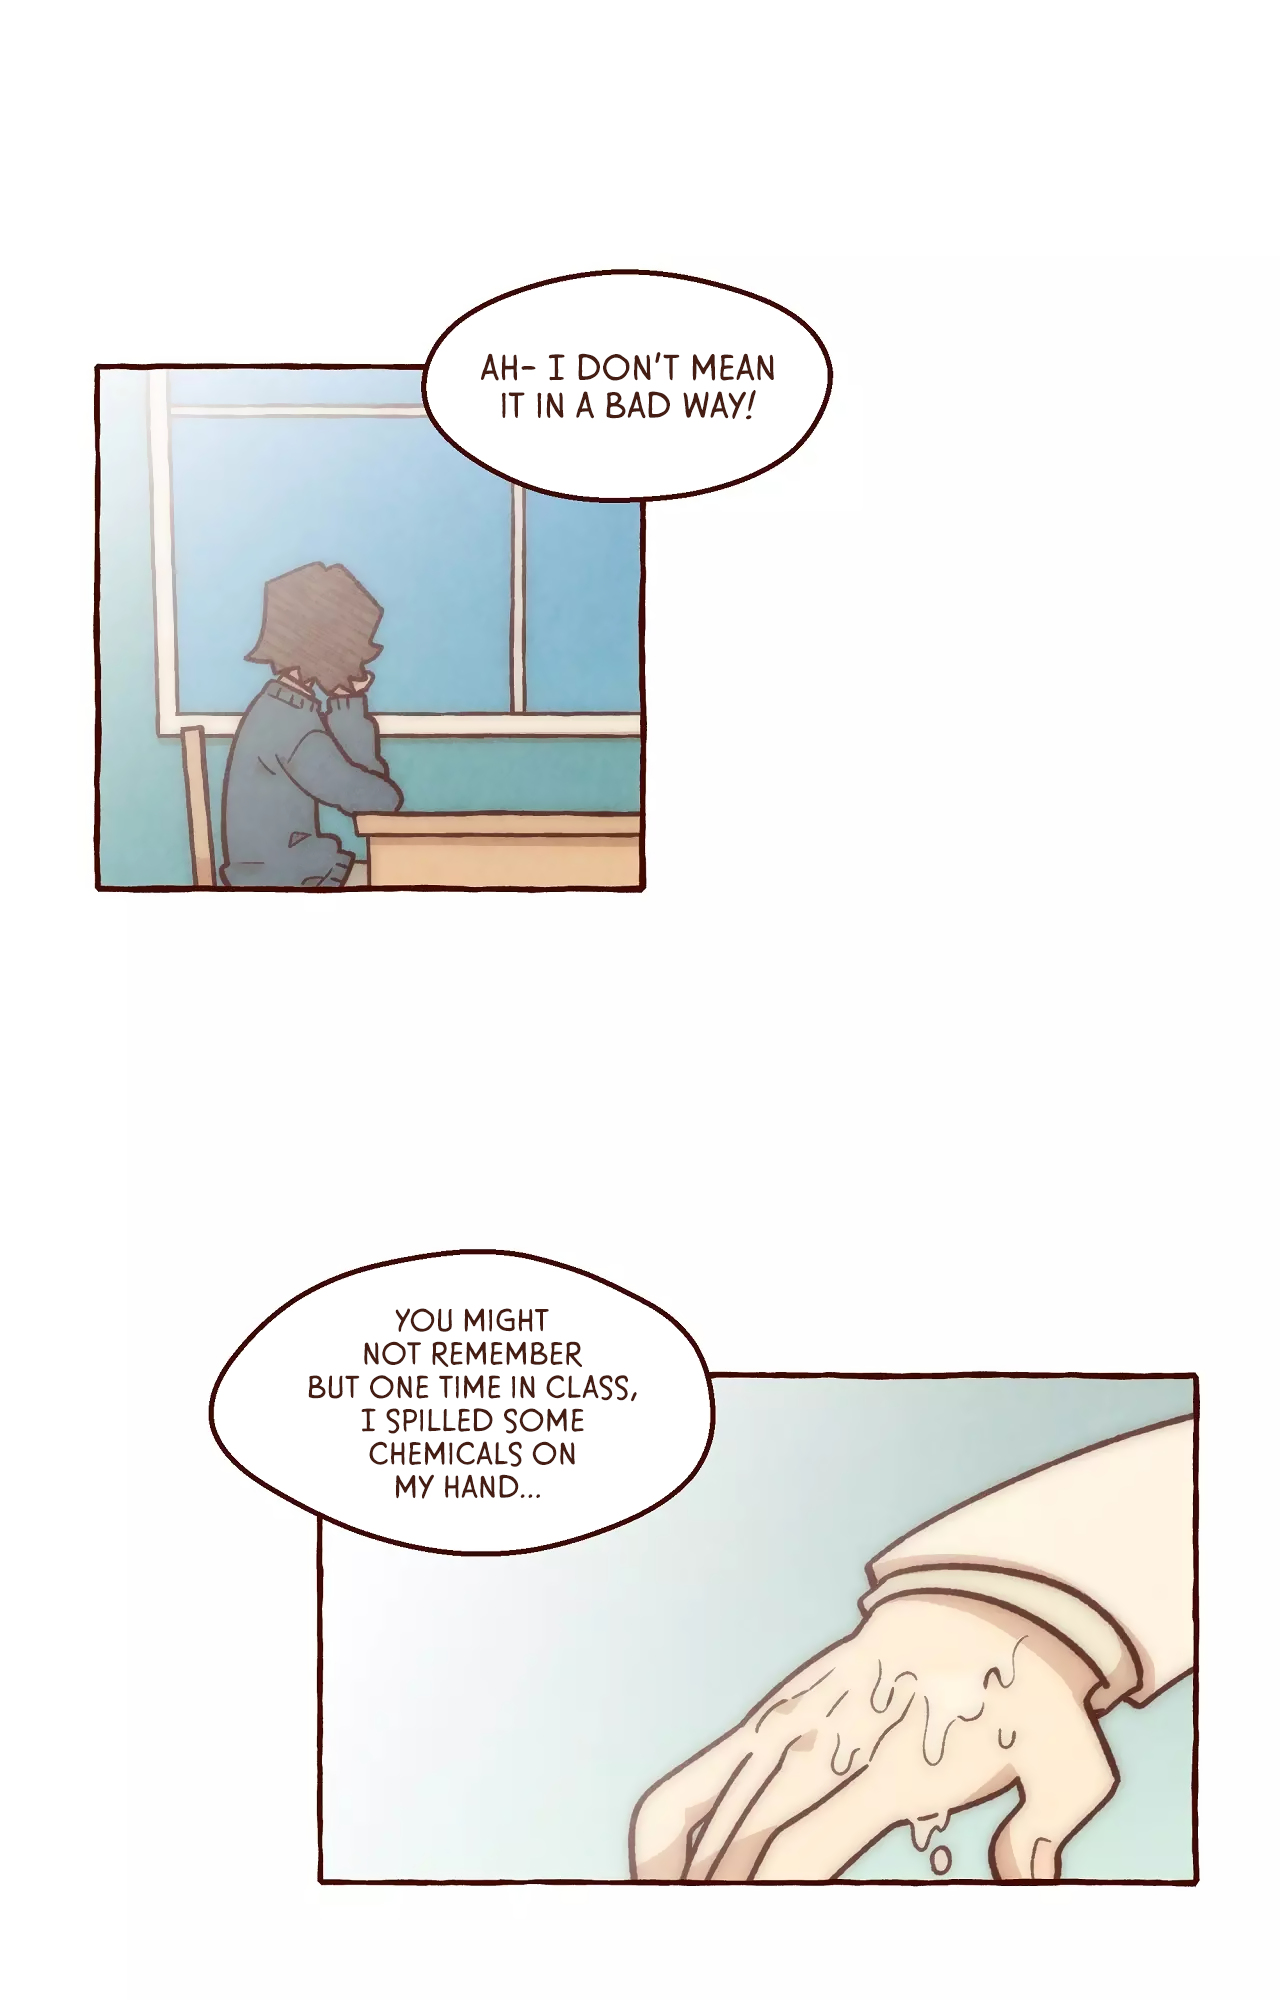 AH- I DON'T MEAN
IT IN A BAD WAY!
YOU MIGHT
NOT REMEMBER
BUT ONE TIME IN CLASS,
I SPILLED SOME
CHEMICALS ON
MY HAND...